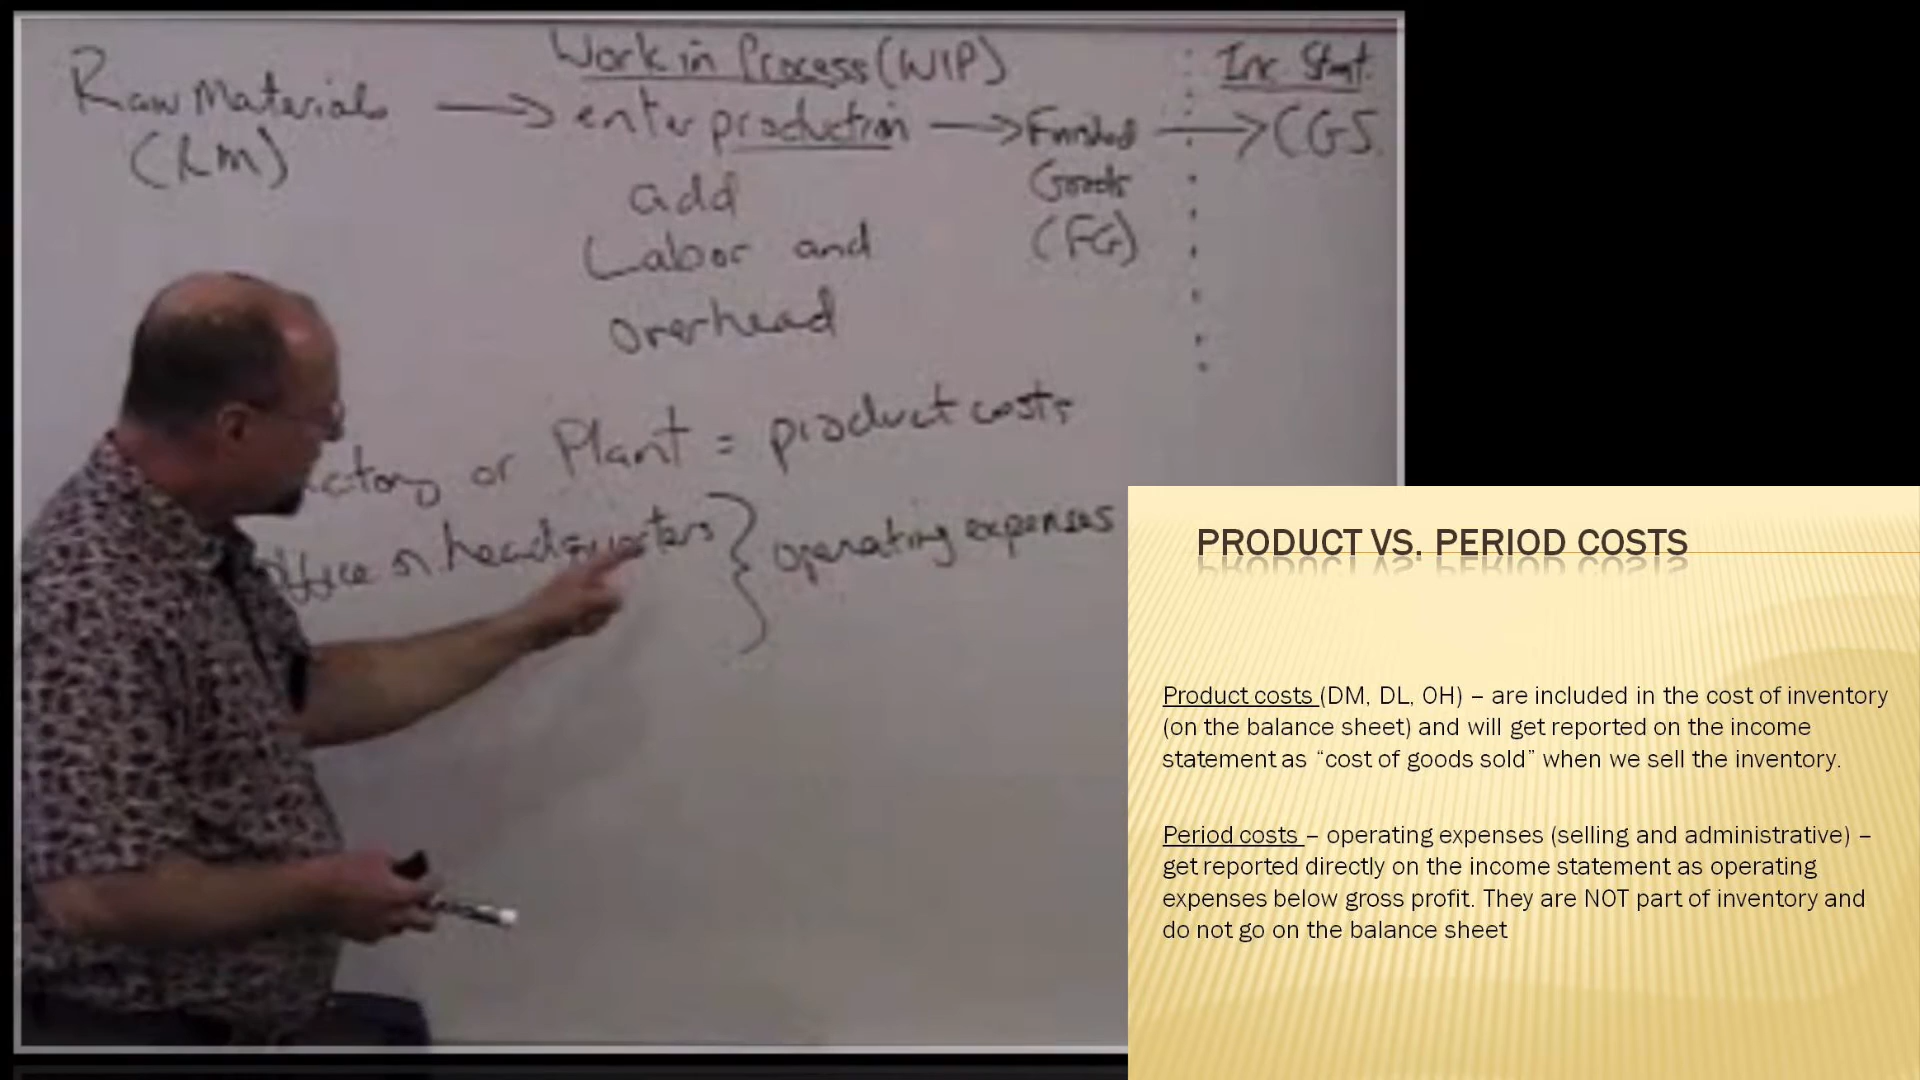 Work in Process (WIP)
Inc Stmt.
Raw Materials → enter production → Finished → CGS
(RM)
add
Goods
Labor and
(FG)
overhead
actory or Plant = product costs
office or headquarters } operating expenses
PRODUCT VS. PERIOD COSTS
Product costs (DM, DL, OH) – are included in the cost of inventory
(on the balance sheet) and will get reported on the income
statement as “cost of goods sold” when we sell the inventory.
Period costs – operating expenses (selling and administrative) –
get reported directly on the income statement as operating
expenses below gross profit. They are NOT part of inventory and
do not go on the balance sheet